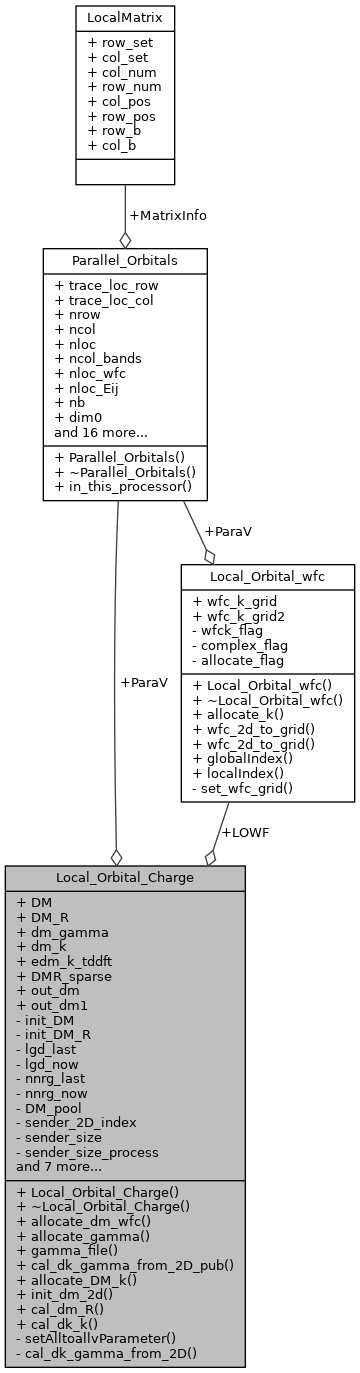 LocalMatrix
+ row_set
+ col_set
+ col_num
+ row_num
+ col_pos
+ row_pos
+ row_b
+ col_b
+MatrixInfo
Parallel_Orbitals
+ trace_loc_row
+ trace_loc_col
+ nrow
+ ncol
+ nloc
+ ncol_bands
+ nloc_wfc
+ nloc_Eij
+ nb
+ dim0
and 16 more...
+ Parallel_Orbitals()
+ ~Parallel_Orbitals()
+ in_this_processor()
+ParaV
Local_Orbital_wfc
+ wfc_k_grid
+ wfc_k_grid2
- wfck_flag
- complex_flag
- allocate_flag
+ Local_Orbital_wfc()
+ ~Local_Orbital_wfc()
+ allocate_k()
+ wfc_2d_to_grid()
+ wfc_2d_to_grid()
+ globalIndex()
+ localIndex()
- set_wfc_grid()
+ParaV
+LOWF
Local_Orbital_Charge
+ DM
+ DM_R
+ dm_gamma
+ dm_k
+ edm_k_tddft
+ DMR_sparse
+ out_dm
+ out_dm1
- init_DM
- init_DM_R
- lgd_last
- lgd_now
- nnrg_last
- nnrg_now
- DM_pool
- sender_2D_index
- sender_size
- sender_size_process
and 7 more...
+ Local_Orbital_Charge()
+ ~Local_Orbital_Charge()
+ allocate_dm_wfc()
+ allocate_gamma()
+ gamma_file()
+ cal_dk_gamma_from_2D_pub()
+ allocate_DM_k()
+ init_dm_2d()
+ cal_dm_R()
+ cal_dk_k()
- setAlltoallvParameter()
- cal_dk_gamma_from_2D()